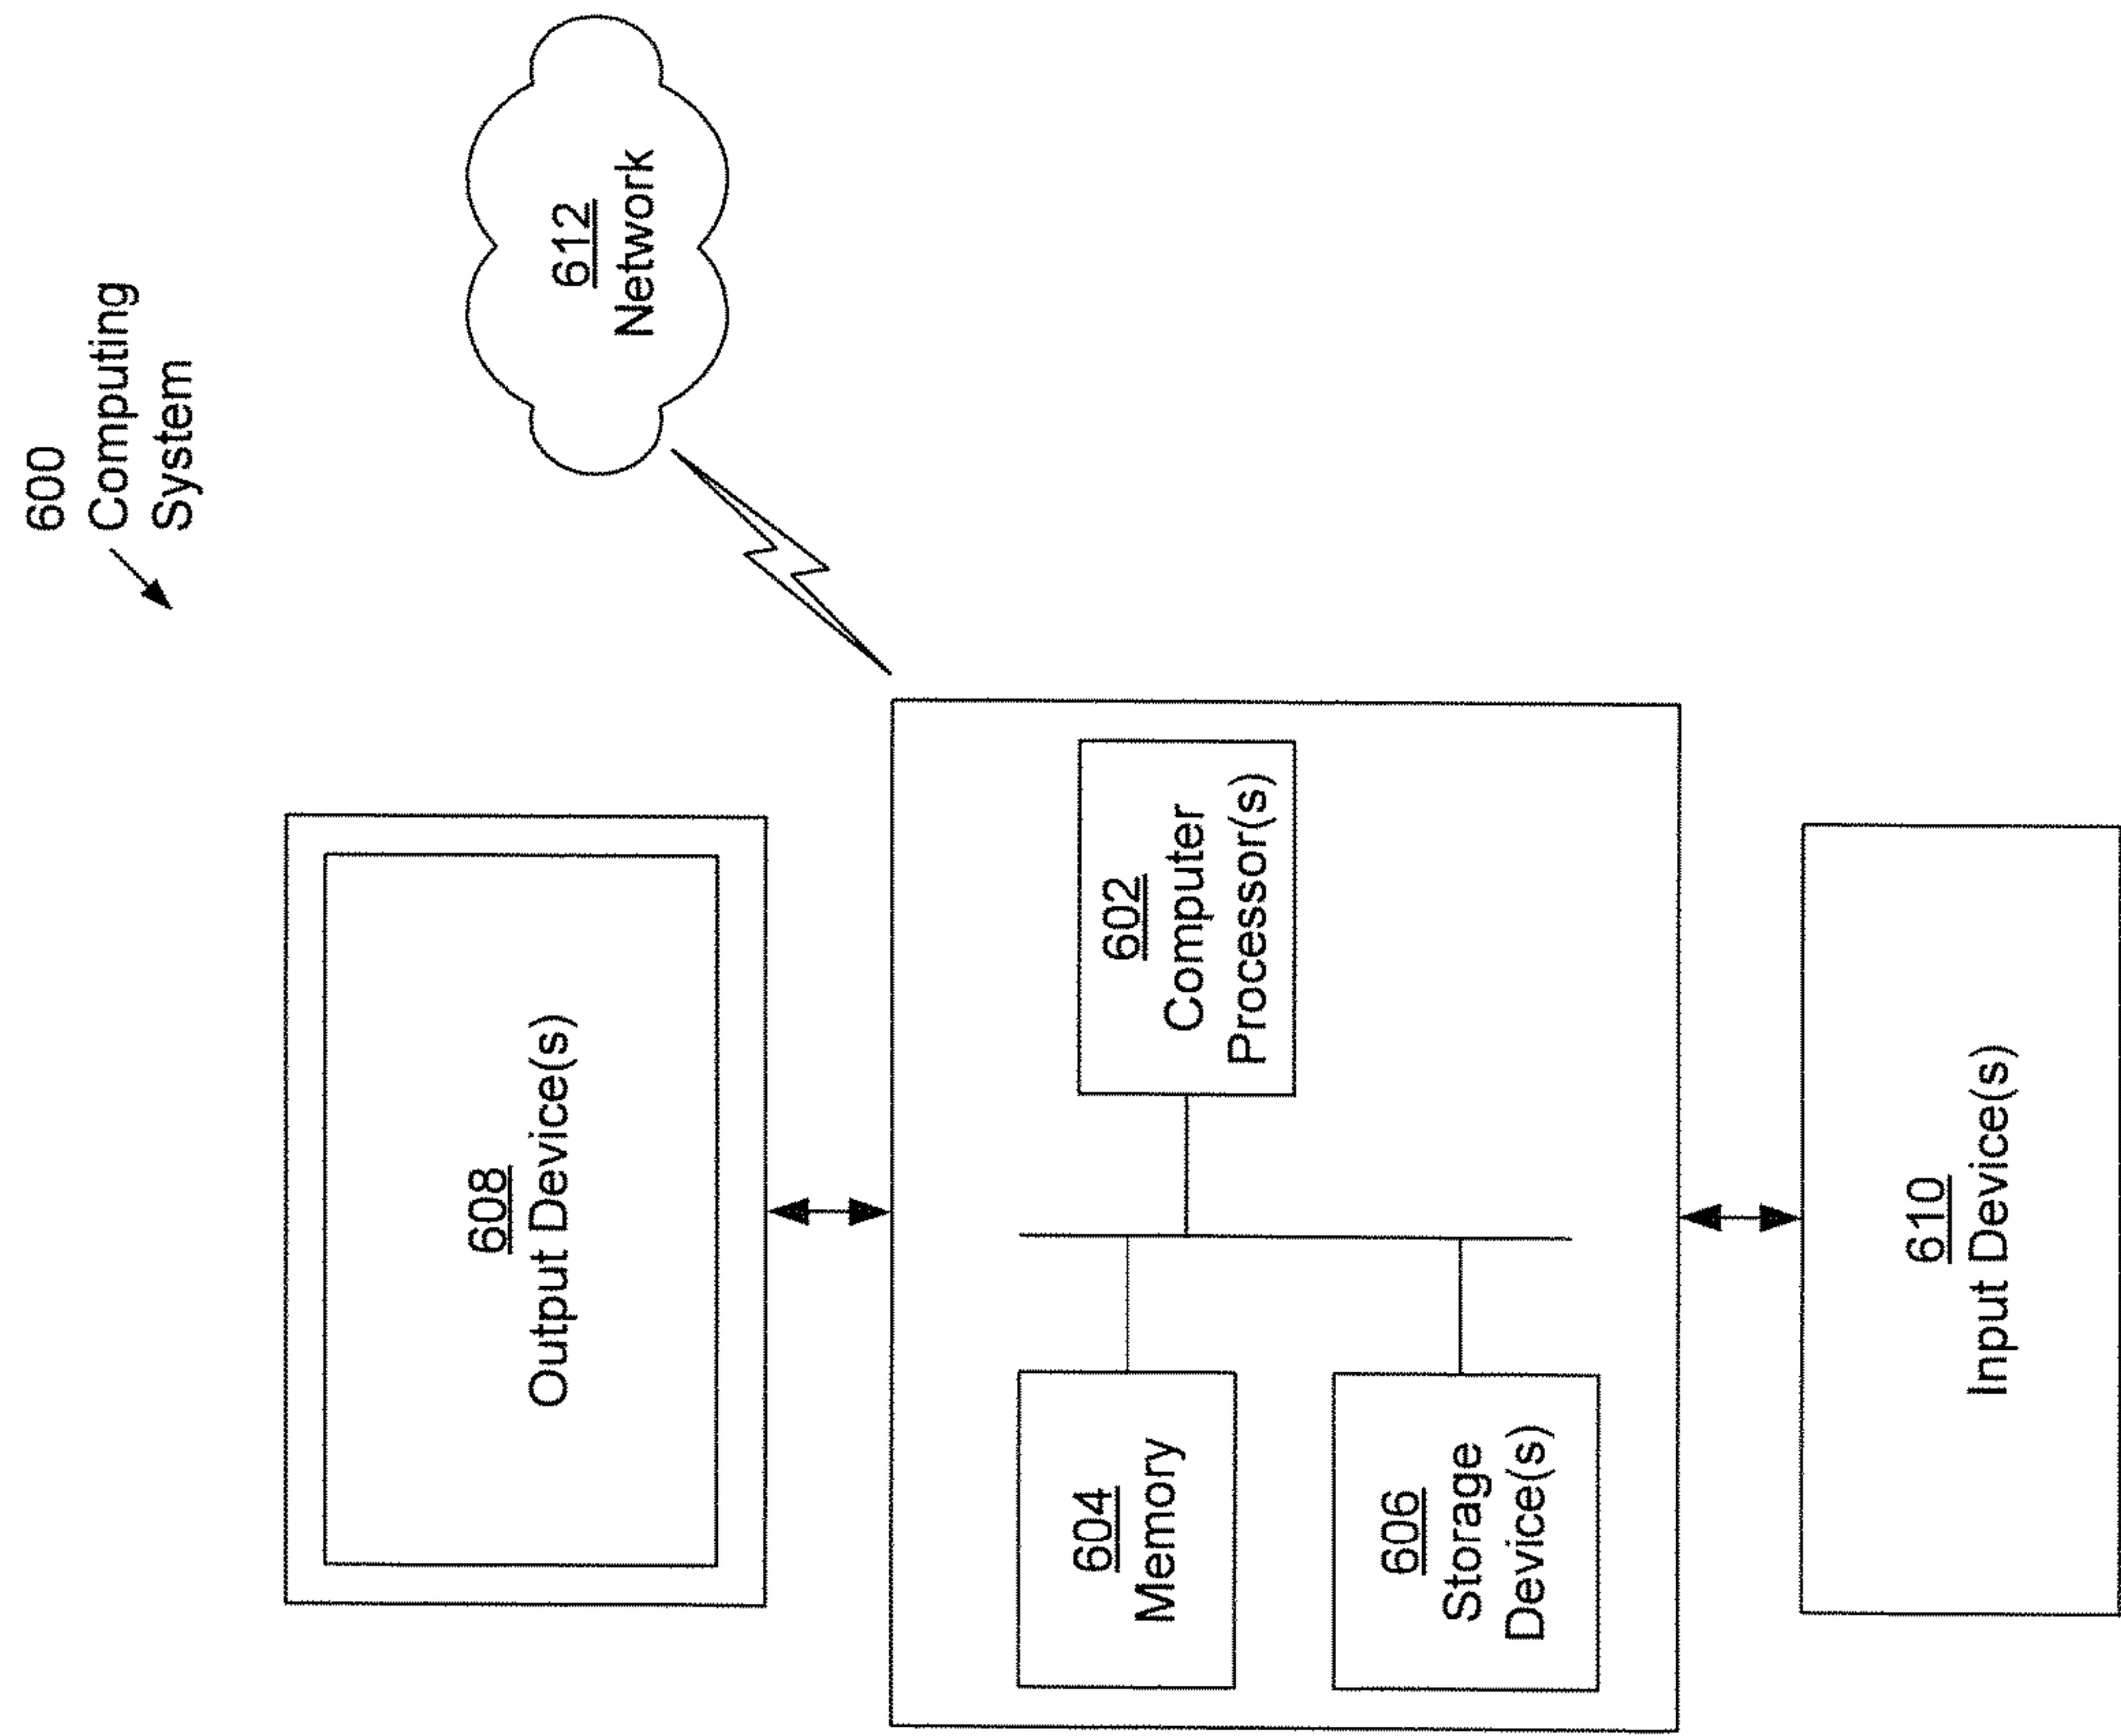 600
Computing
System
612
Network
608
Output Device(s)
602
Computer
Processor(s)
604
Memory
606
Storage
Device(s)
610
Input Device(s)